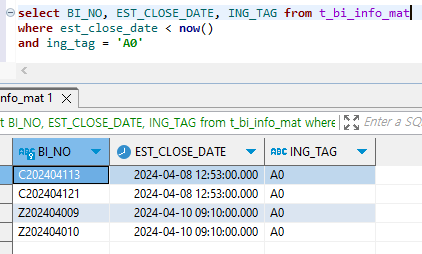 select BI_NO, EST_CLOSE_DATE, ING_TAG from t_bi_info_mat
where est_close_date < now()
and ing_tag = 'A0'
nfo_mat 1
t BI_NO, EST_CLOSE_DATE, ING_TAG from t_bi_info_mat where
Enter a SQ
ABC BI_NO EST_CLOSE_DATE ABC ING_TAG
C202404113 2024-04-08 12:53:00.000 A0
C202404121 2024-04-08 12:53:00.000 A0
Z202404009 2024-04-10 09:10:00.000 A0
Z202404010 2024-04-10 09:10:00.000 A0